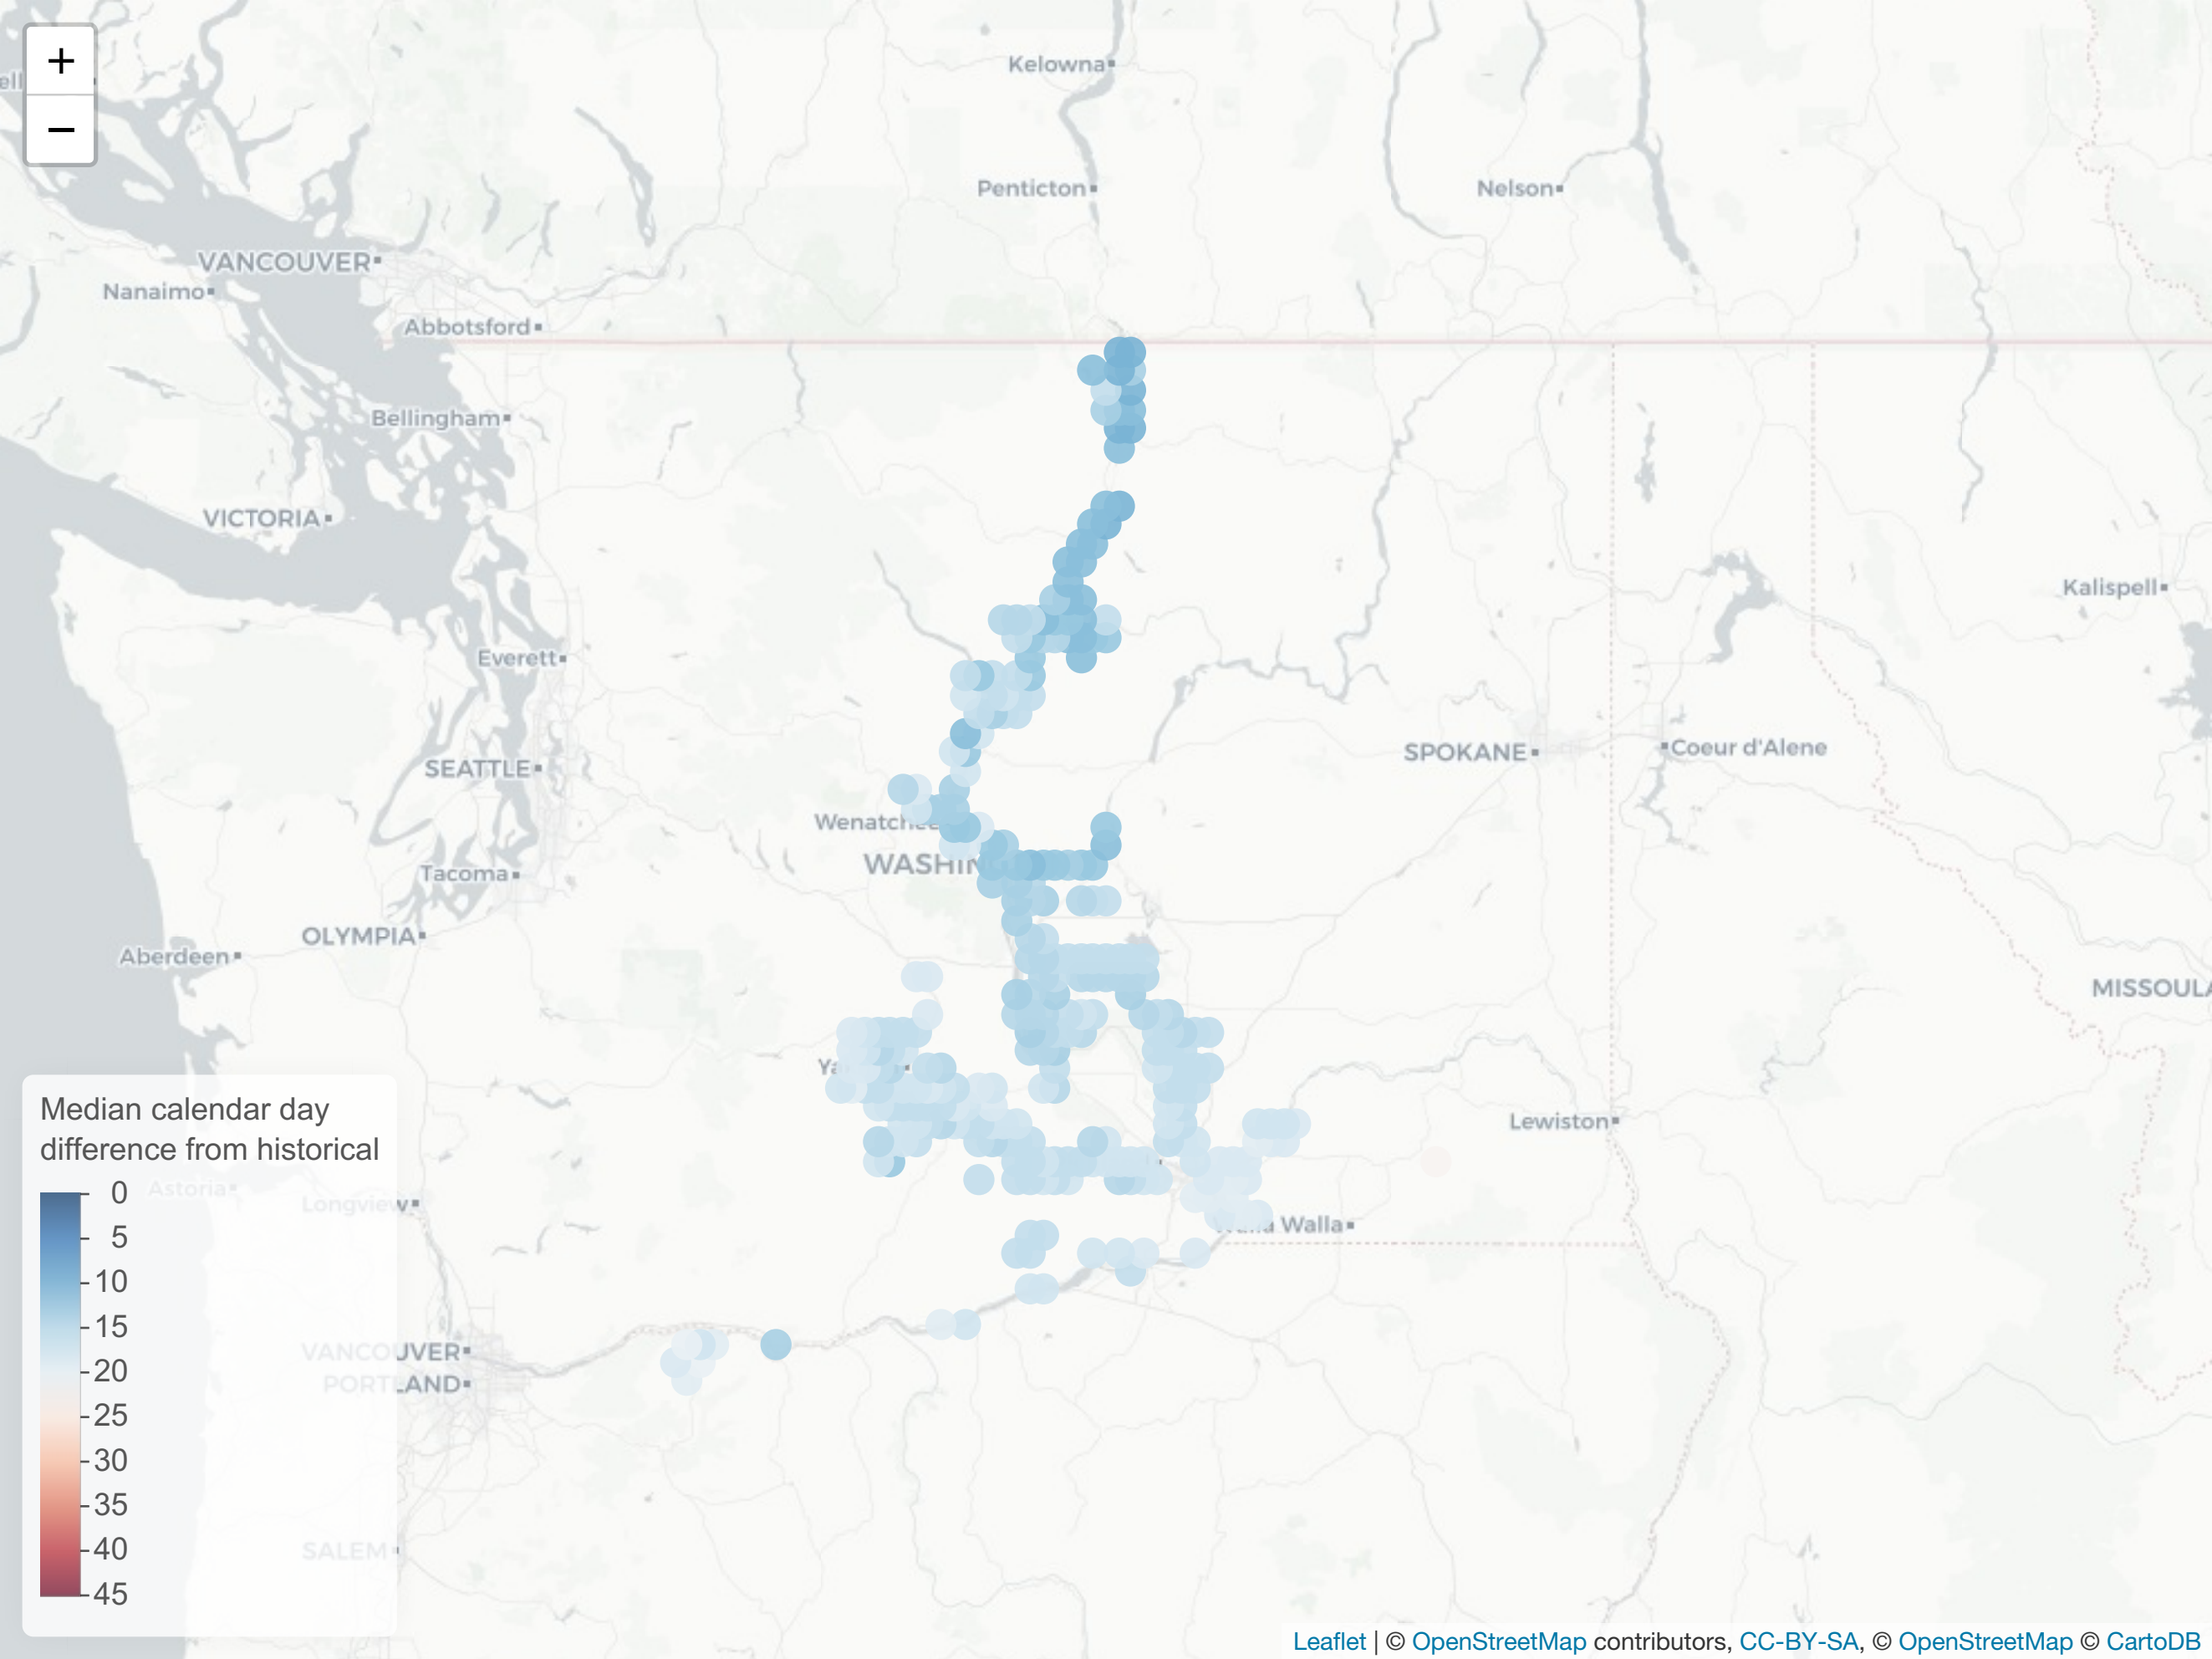 +
−
Kelowna
Penticton
Nelson
VANCOUVER
Nanaimo
Abbotsford
Bellingham
VICTORIA
Kalispell
Everett
SPOKANE
Coeur d'Alene
SEATTLE
Tacoma
OLYMPIA
Aberdeen
MISSOUL
Lewiston
Walla
Median calendar day
difference from historical
0
5
10
15
20
25
30
35
40
45
Astoria
Longview
VANCOUVER
PORTLAND
SALEM
Leaflet | © OpenStreetMap contributors, CC-BY-SA, © OpenStreetMap © CartoDB